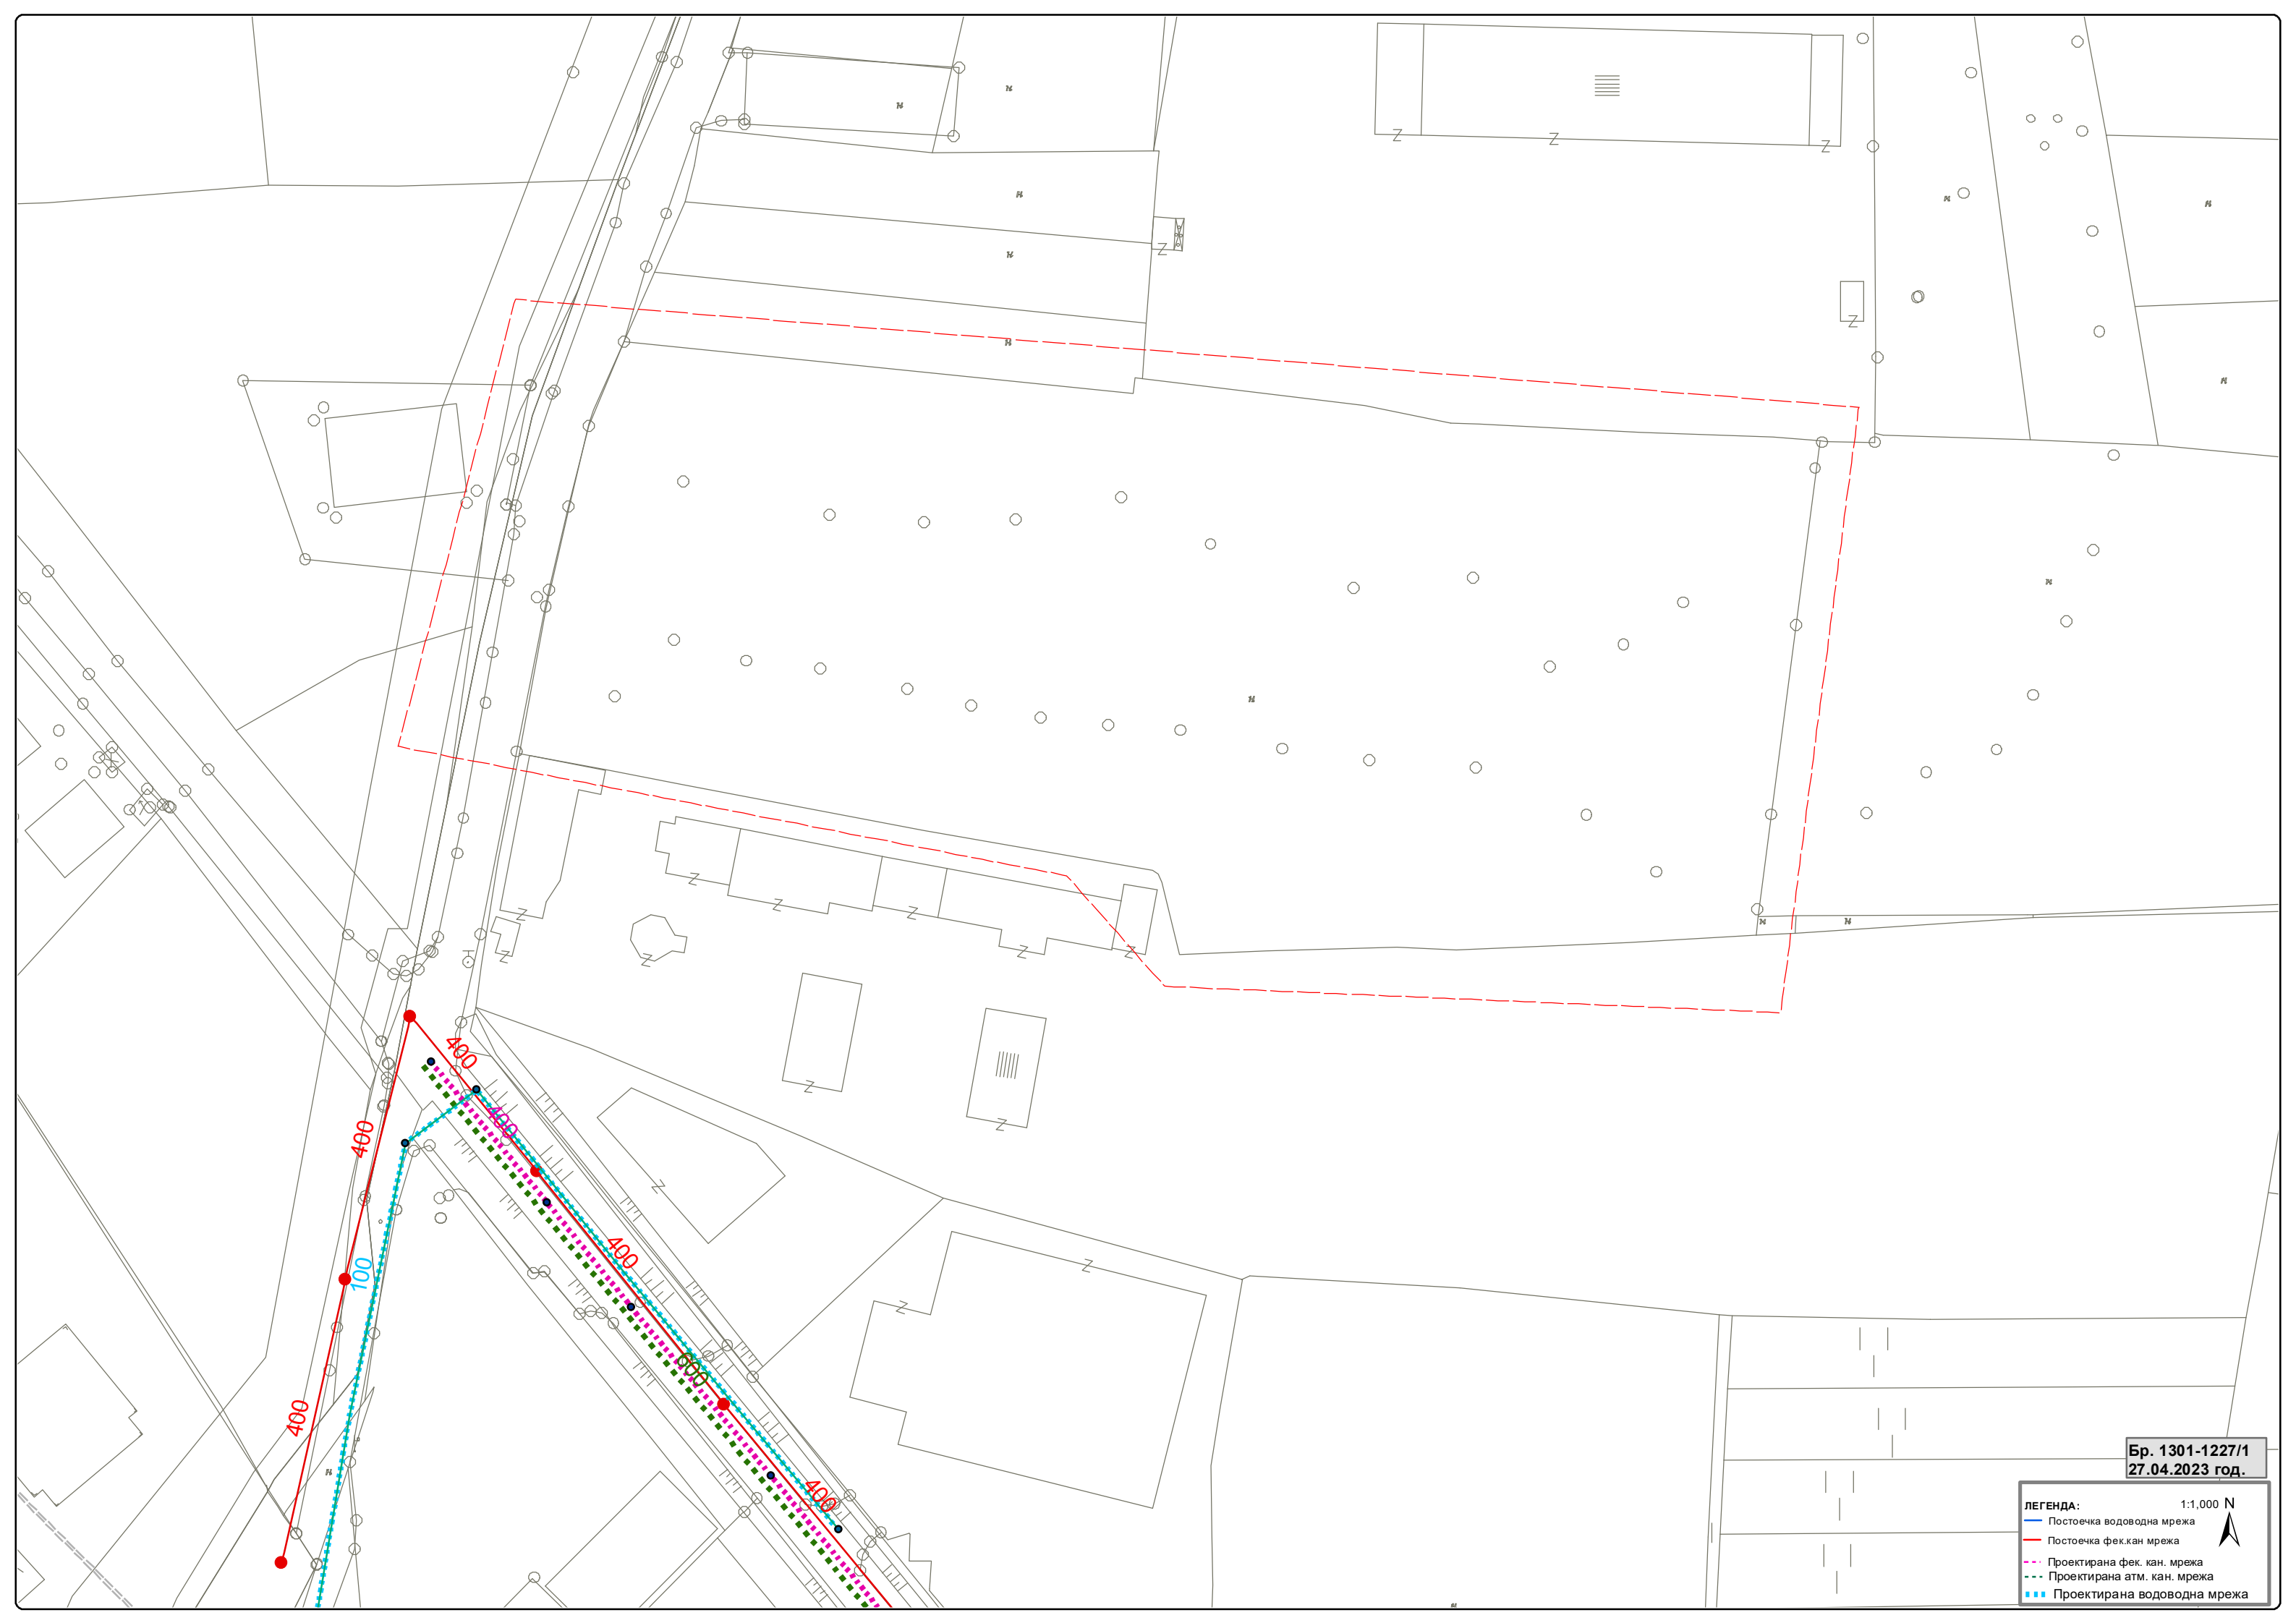 400
400
400
100
400
400
400
Бр. 1301-1227/1
27.04.2023 год.
ЛЕГЕНДА:
1:1,000 N
Постоечка водоводна мрежа
Постоечка фек.кан мрежа
Проектирана фек. кан. мрежа
Проектирана атм. кан. мрежа
Проектирана водоводна мрежа